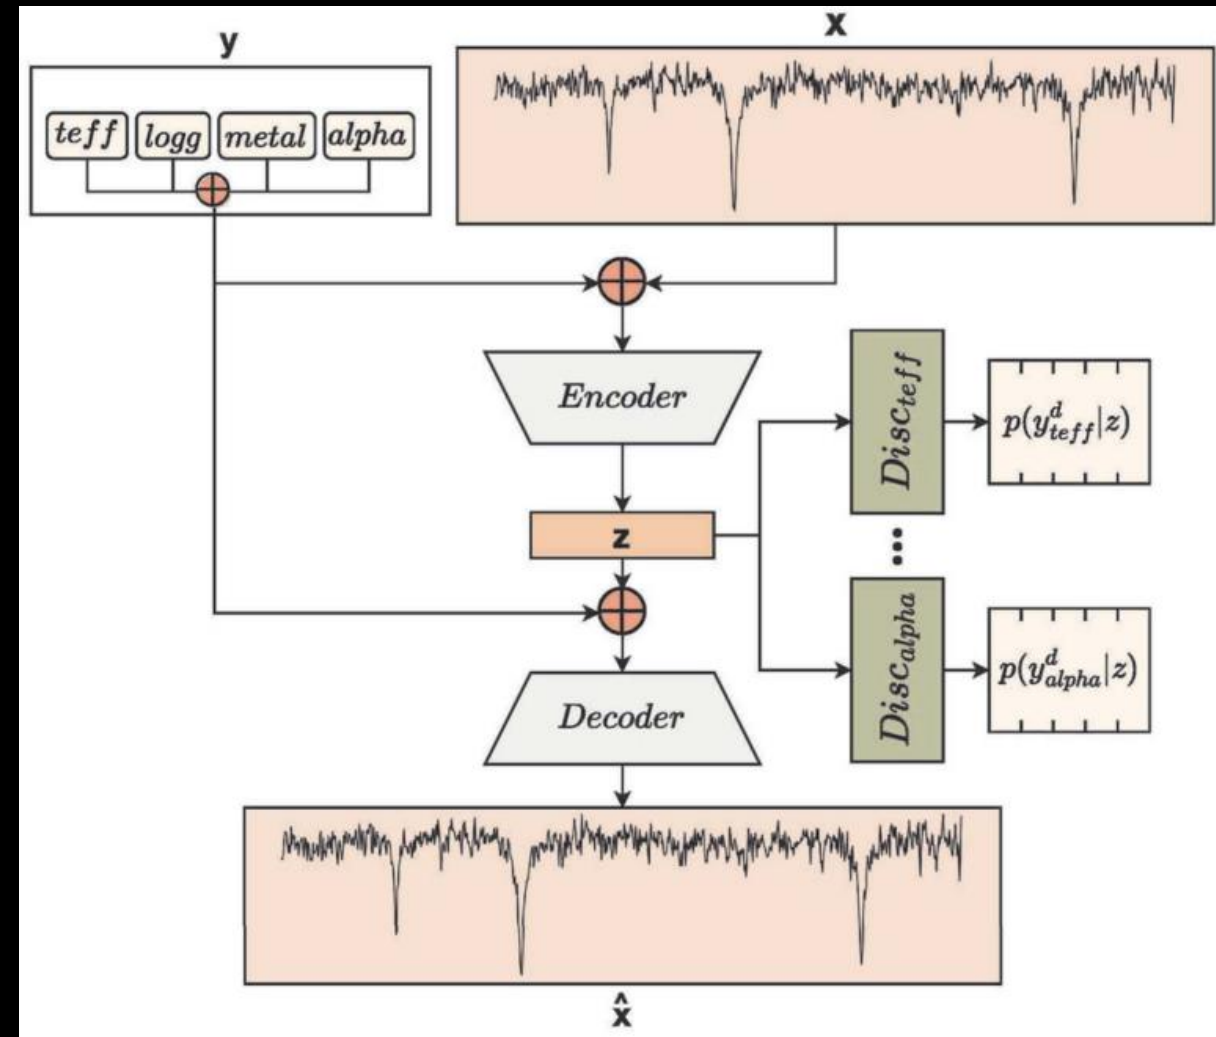 y
x
teff logg metal alpha
Encoder
Disc_teff
p(y^d_teff|z)
z
...
Disc_alpha
p(y^d_alpha|z)
Decoder
x̂